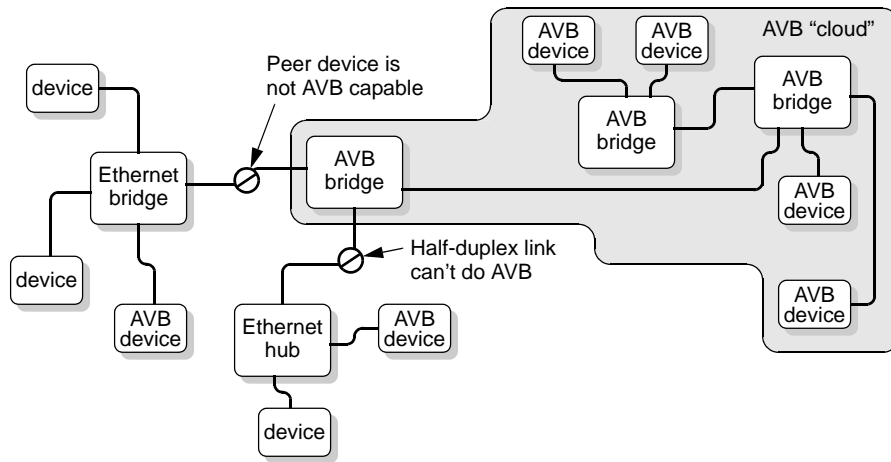 AVB “cloud”
AVB
device
AVB
device
Peer device is
not AVB capable
AVB
bridge
device
AVB
bridge
Ethernet
bridge
AVB
bridge
AVB
device
Half-duplex link
can’t do AVB
device
AVB
device
AVB
device
Ethernet
hub
AVB
device
device